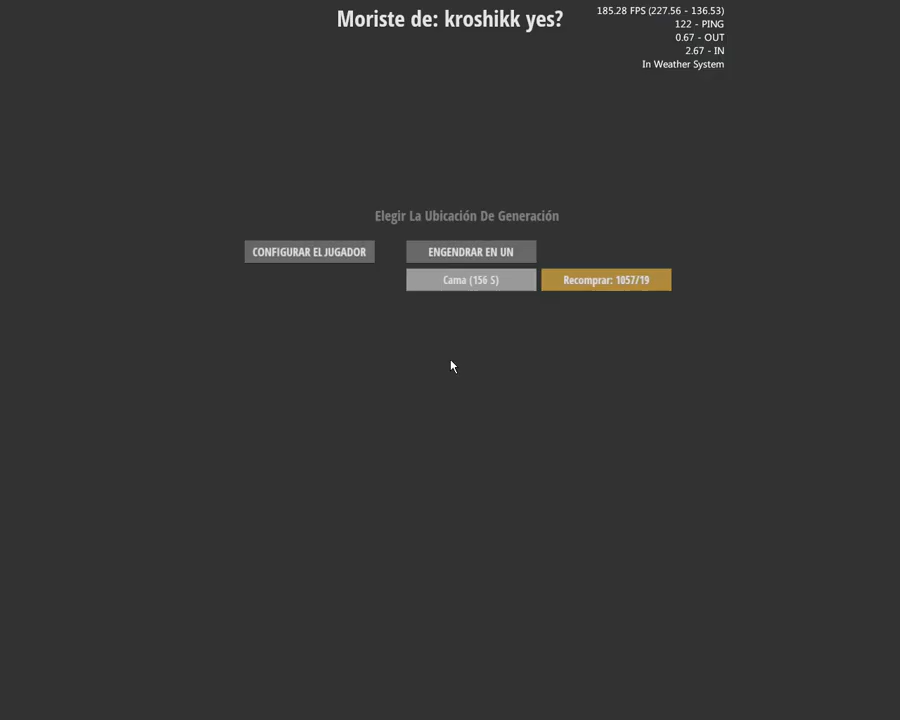 Moriste de: kroshikk yes?
185.28 FPS (227.56 - 136.53)
122 - PING
0.67 - OUT
2.67 - IN
In Weather System
Elegir La Ubicación De Generación
CONFIGURAR EL JUGADOR
ENGENDRAR EN UN
Cama (156 S)
Recomprar: 1057/19